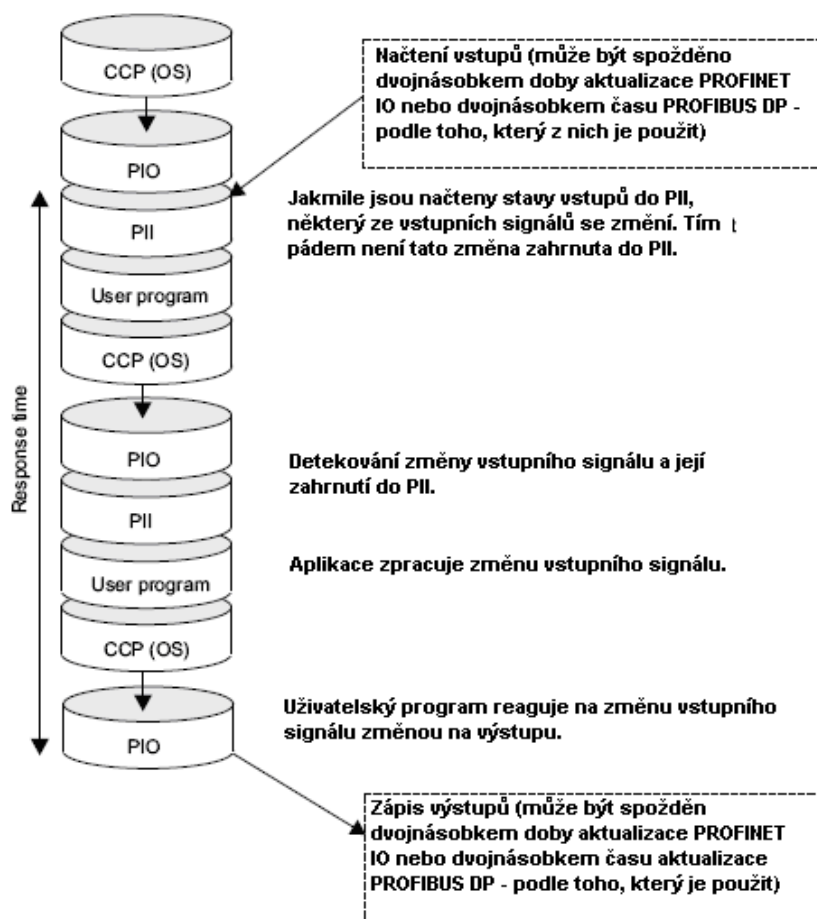 CCP (OS)
PIO
PII
User program
CCP (OS)
PIO
PII
User program
CCP (OS)
PIO
Response time
Načtení vstupů (může být spožděno
dvojnásobkem doby aktualizace PROFINET
IO nebo dvojnásobkem času PROFIBUS DP -
podle toho, který z nich je použit)
Jakmile jsou načteny stavy vstupů do PII,
některý ze vstupních signálů se změní. Tím
pádem není tato změna zahrnuta do PII.
Detekování změny vstupního signálu a její
zahrnutí do PII.
Aplikace zpracuje změnu vstupního signálu.
Uživatelský program reaguje na změnu vstupního
signálu změnou na výstupu.
Zápis výstupů (může být spožděn
dvojnásobkem doby aktualizace PROFINET
IO nebo dvojnásobkem času aktualizace
PROFIBUS DP - podle toho, který je použit)